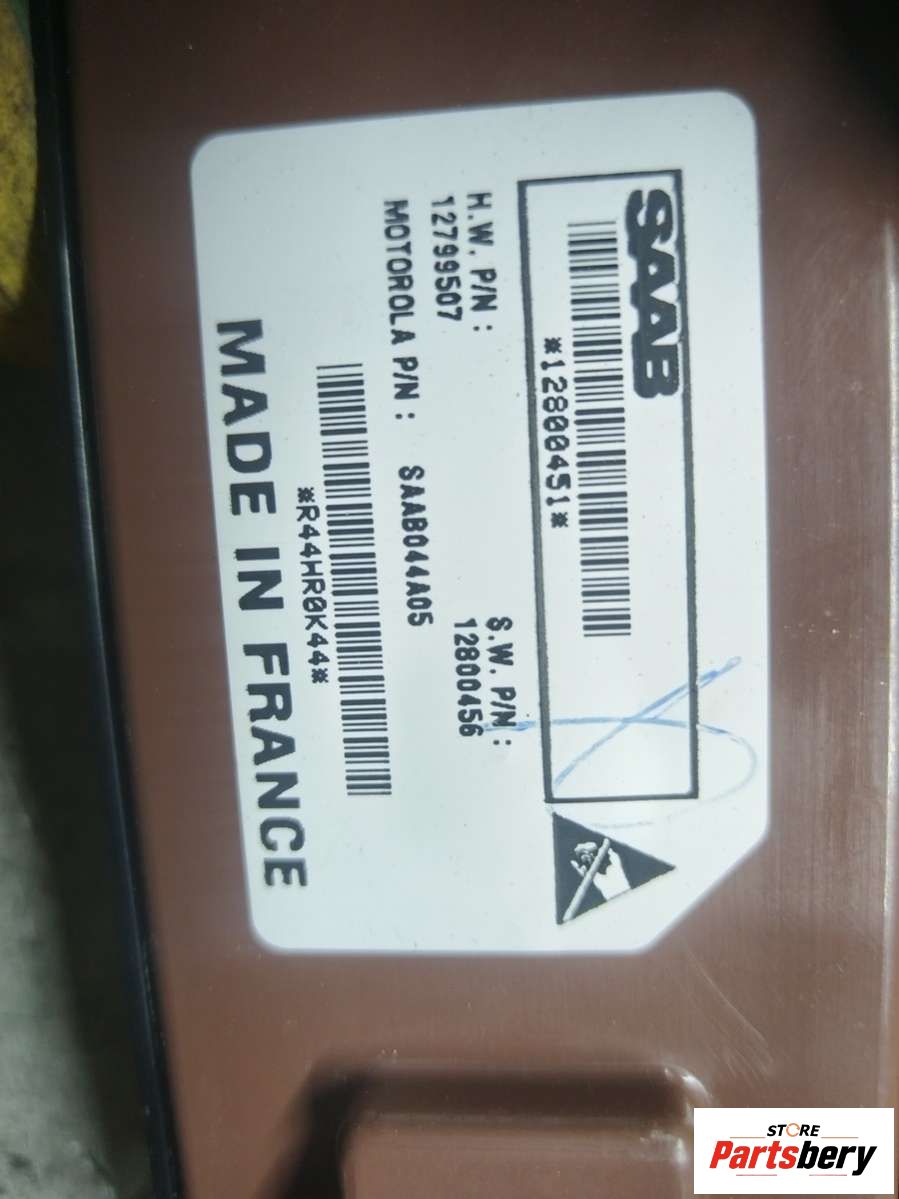 SAAB
*12800451*
H.W. P/N :
12799507
S.W. P/N :
12800456
MOTOROLA P/N : SAAB044A05
*R44HR0K44*
MADE IN FRANCE
STORE
Partsbery